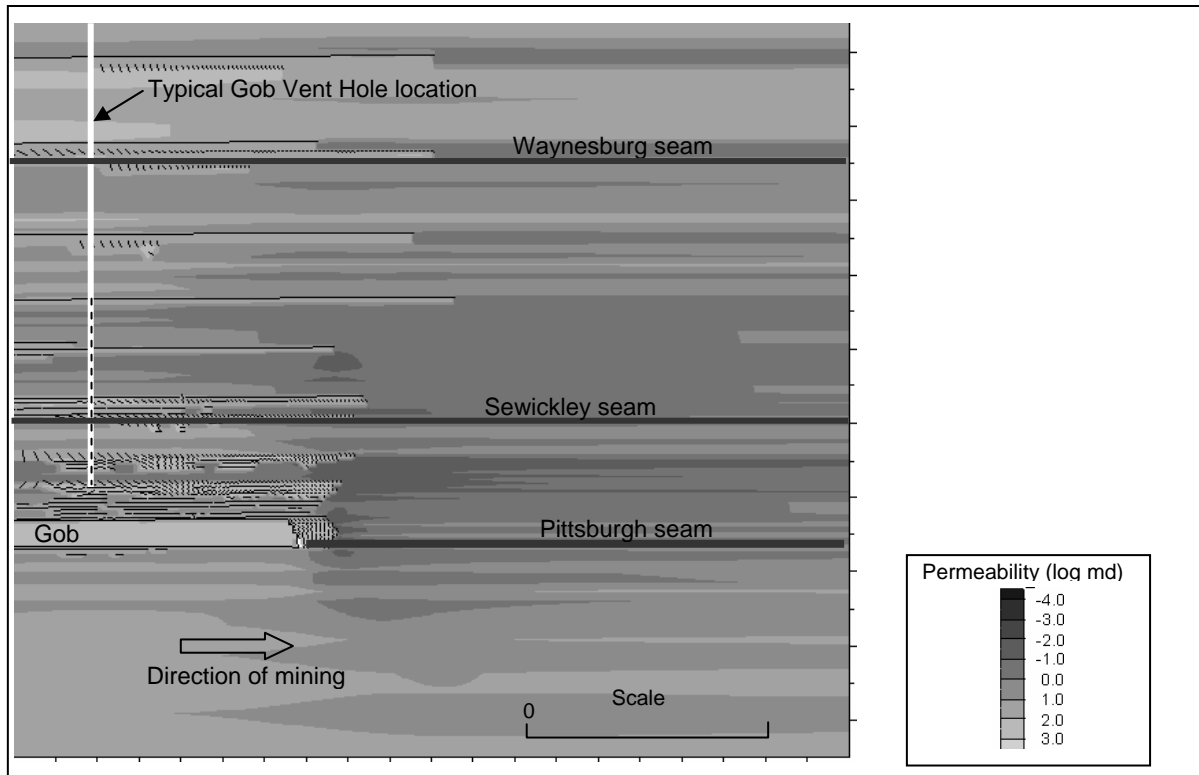 Typical Gob Vent Hole location
Waynesburg seam
Sewickley seam
Gob
Pittsburgh seam
Direction of mining
Scale
0
Permeability (log md)
-4.0
-3.0
-2.0
-1.0
0.0
1.0
2.0
3.0